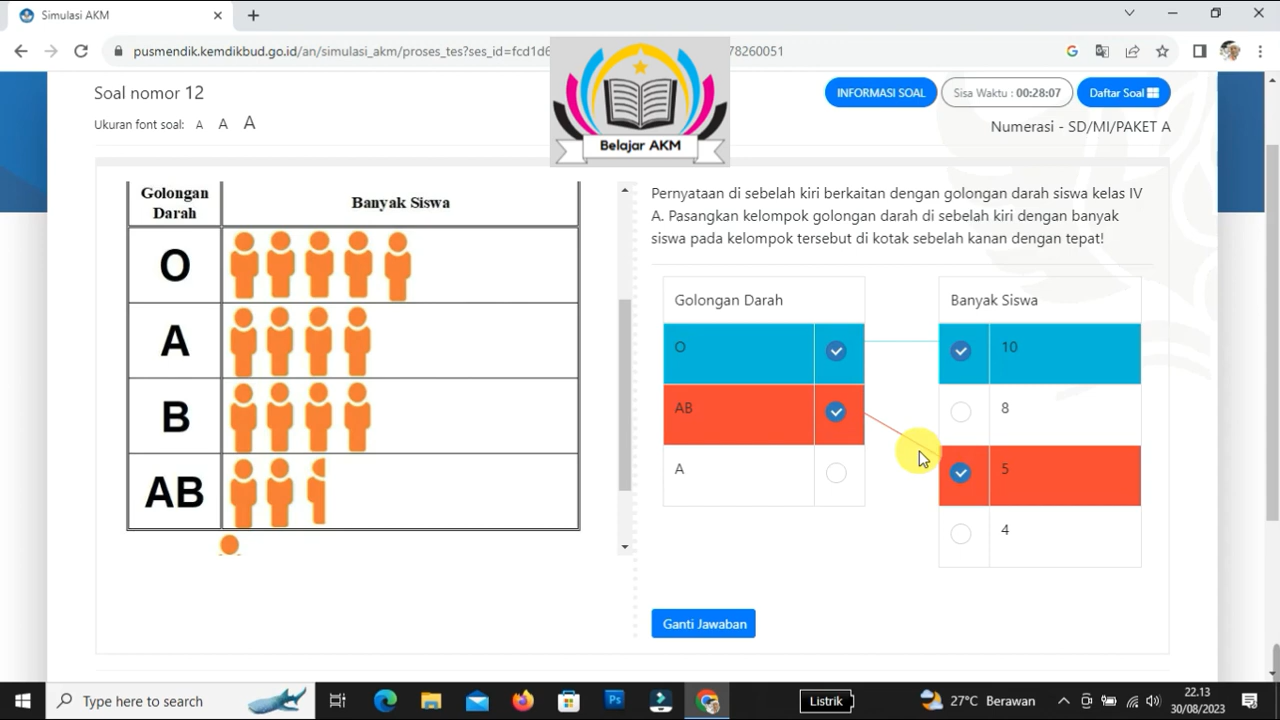 Simulasi AKM
pusmendik.kemdikbud.go.id/an/simulasi_akm/proses_tes?ses_id=fcd1d6 78260051
Soal nomor 12
INFORMASI SOAL
Sisa Waktu : 00:28:07
Daftar Soal
Ukuran font soal: A A A
Belajar AKM
Numerasi - SD/MI/PAKET A
Golongan
Darah
Banyak Siswa
O
A
B
AB
Pernyataan di sebelah kiri berkaitan dengan golongan darah siswa kelas IV
A. Pasangkan kelompok golongan darah di sebelah kiri dengan banyak
siswa pada kelompok tersebut di kotak sebelah kanan dengan tepat!
Golongan Darah
O
AB
A
Banyak Siswa
10
8
5
4
Ganti Jawaban
Type here to search
Listrik
27°C Berawan
22.13
30/08/2023